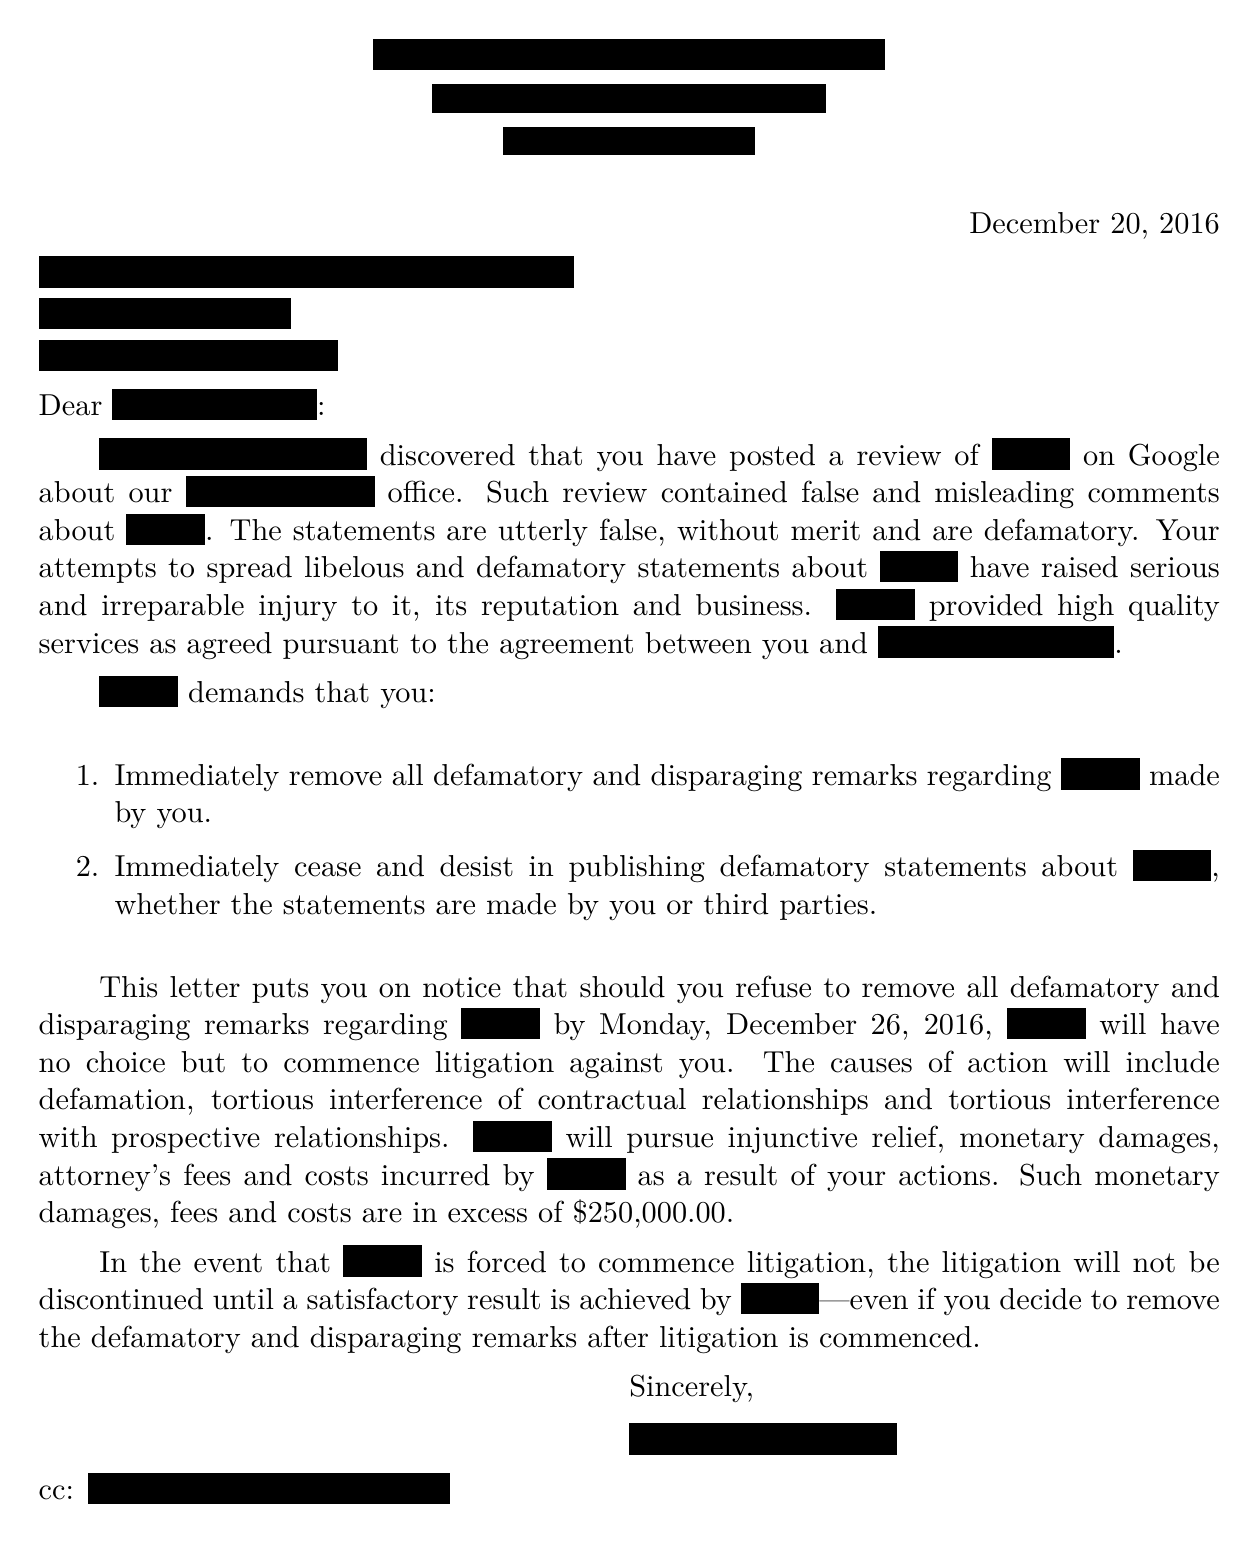 December 20, 2016
Dear :
discovered that you have posted a review of on Google
about our office. Such review contained false and misleading comments
about . The statements are utterly false, without merit and are defamatory. Your
attempts to spread libelous and defamatory statements about have raised serious
and irreparable injury to it, its reputation and business. provided high quality
services as agreed pursuant to the agreement between you and .
demands that you:
1. Immediately remove all defamatory and disparaging remarks regarding made
by you.
2. Immediately cease and desist in publishing defamatory statements about ,
whether the statements are made by you or third parties.
This letter puts you on notice that should you refuse to remove all defamatory and
disparaging remarks regarding by Monday, December 26, 2016, will have
no choice but to commence litigation against you. The causes of action will include
defamation, tortious interference of contractual relationships and tortious interference
with prospective relationships. will pursue injunctive relief, monetary damages,
attorney's fees and costs incurred by as a result of your actions. Such monetary
damages, fees and costs are in excess of $250,000.00.
In the event that is forced to commence litigation, the litigation will not be
discontinued until a satisfactory result is achieved by —even if you decide to remove
the defamatory and disparaging remarks after litigation is commenced.
Sincerely,
cc: